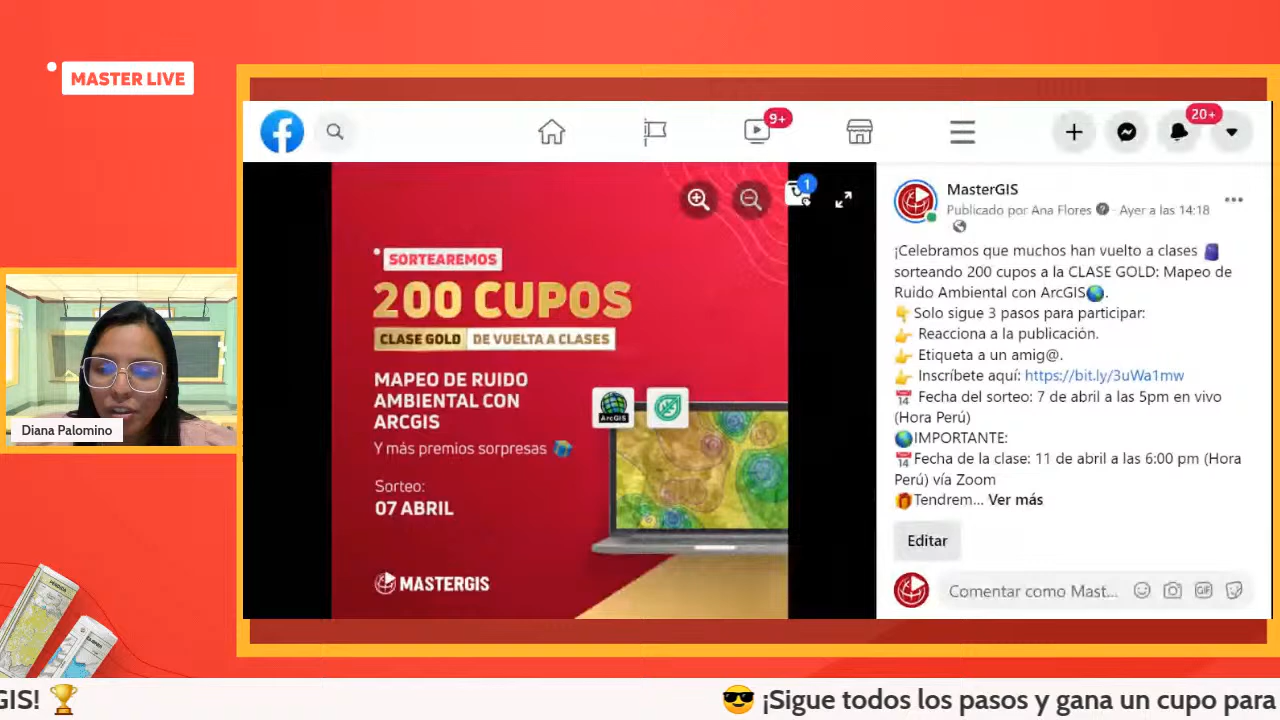 MASTER LIVE
9+
20+
1
SORTEAREMOS
200 CUPOS
CLASE GOLD DE VUELTA A CLASES
MAPEO DE RUIDO
AMBIENTAL CON
ARCGIS
Y más premios sorpresas
Sorteo:
07 ABRIL
ArcGIS
MASTERGIS
MasterGIS
Publicado por Ana Flores · Ayer a las 14:18
¡Celebramos que muchos han vuelto a clases
sorteando 200 cupos a la CLASE GOLD: Mapeo de
Ruido Ambiental con ArcGIS🌎.
👇 Solo sigue 3 pasos para participar:
👉 Reacciona a la publicación.
👉 Etiqueta a un amig@.
👉 Inscríbete aquí: https://bit.ly/3uWa1mw
📅 Fecha del sorteo: 7 de abril a las 5pm en vivo
(Hora Perú)
🌎IMPORTANTE:
📅Fecha de la clase: 11 de abril a las 6:00 pm (Hora
Perú) vía Zoom
🎁Tendrem... Ver más
Editar
Comentar como Mast...
GIF
Diana Palomino
GIS! 🏆
😎 ¡Sigue todos los pasos y gana un cupo para